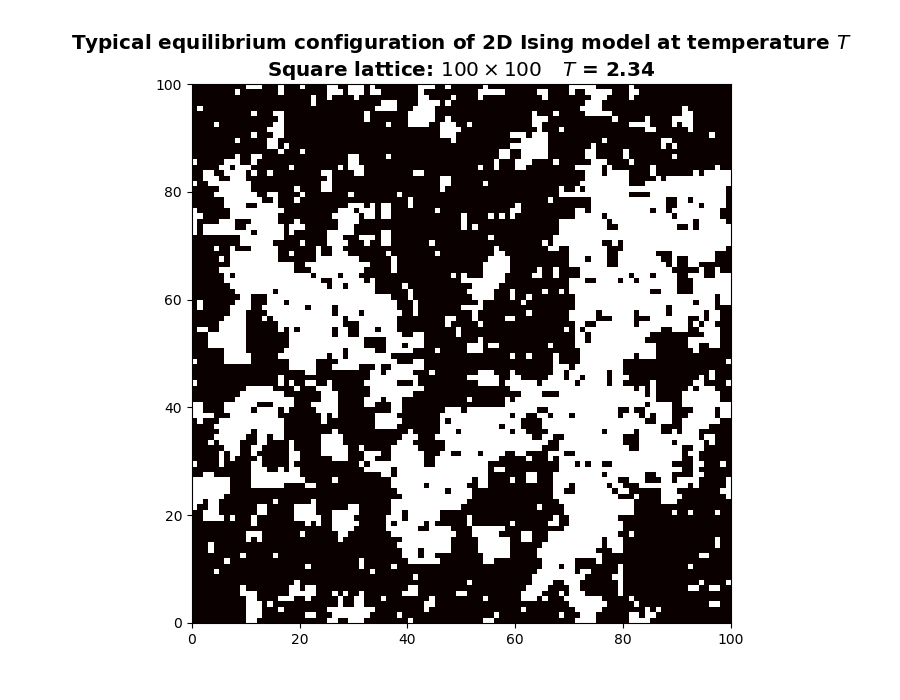 Typical equilibrium configuration of 2D Ising model at temperature T
Square lattice: 100 × 100 T = 2.34
100
80
60
40
20
0
0 20 40 60 80 100